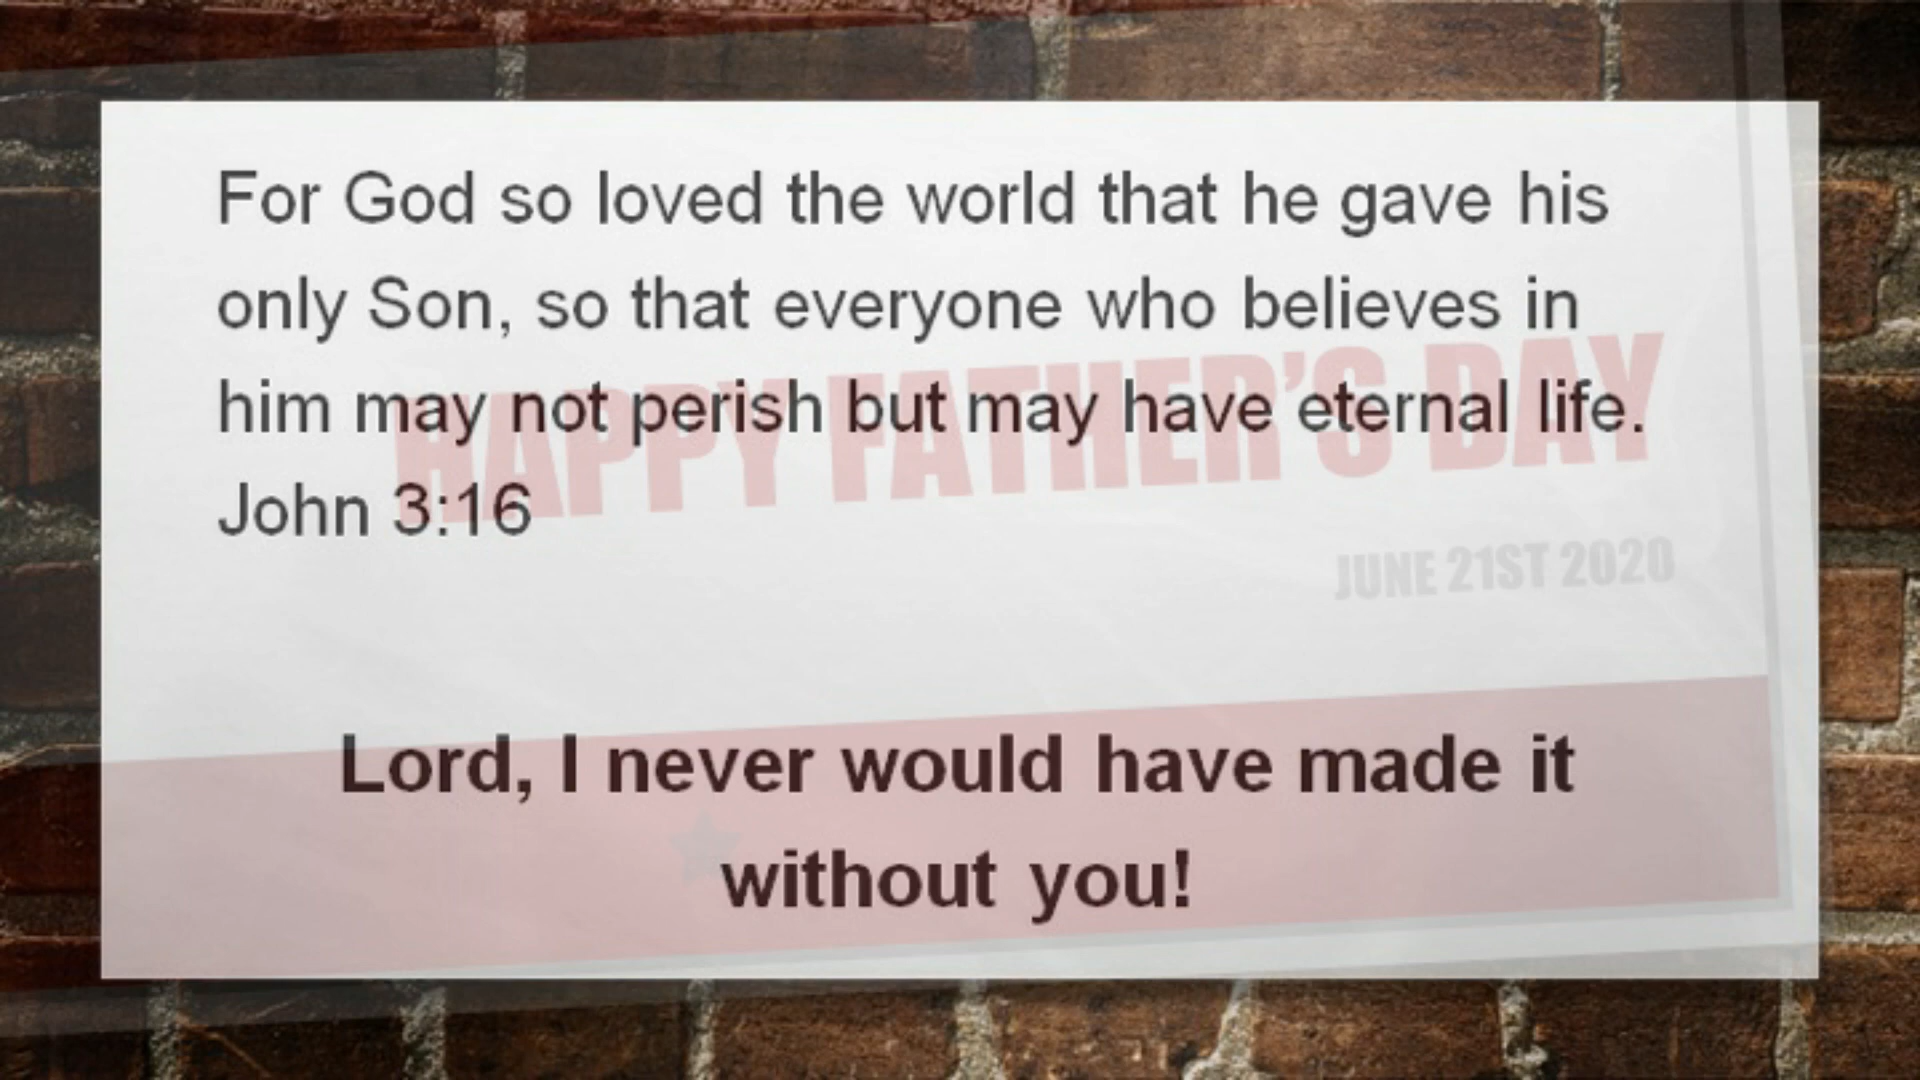 For God so loved the world that he gave his
only Son, so that everyone who believes in
him may not perish but may have eternal life.
John 3:16
HAPPY FATHER'S DAY
JUNE 21ST 2020
Lord, I never would have made it
without you!